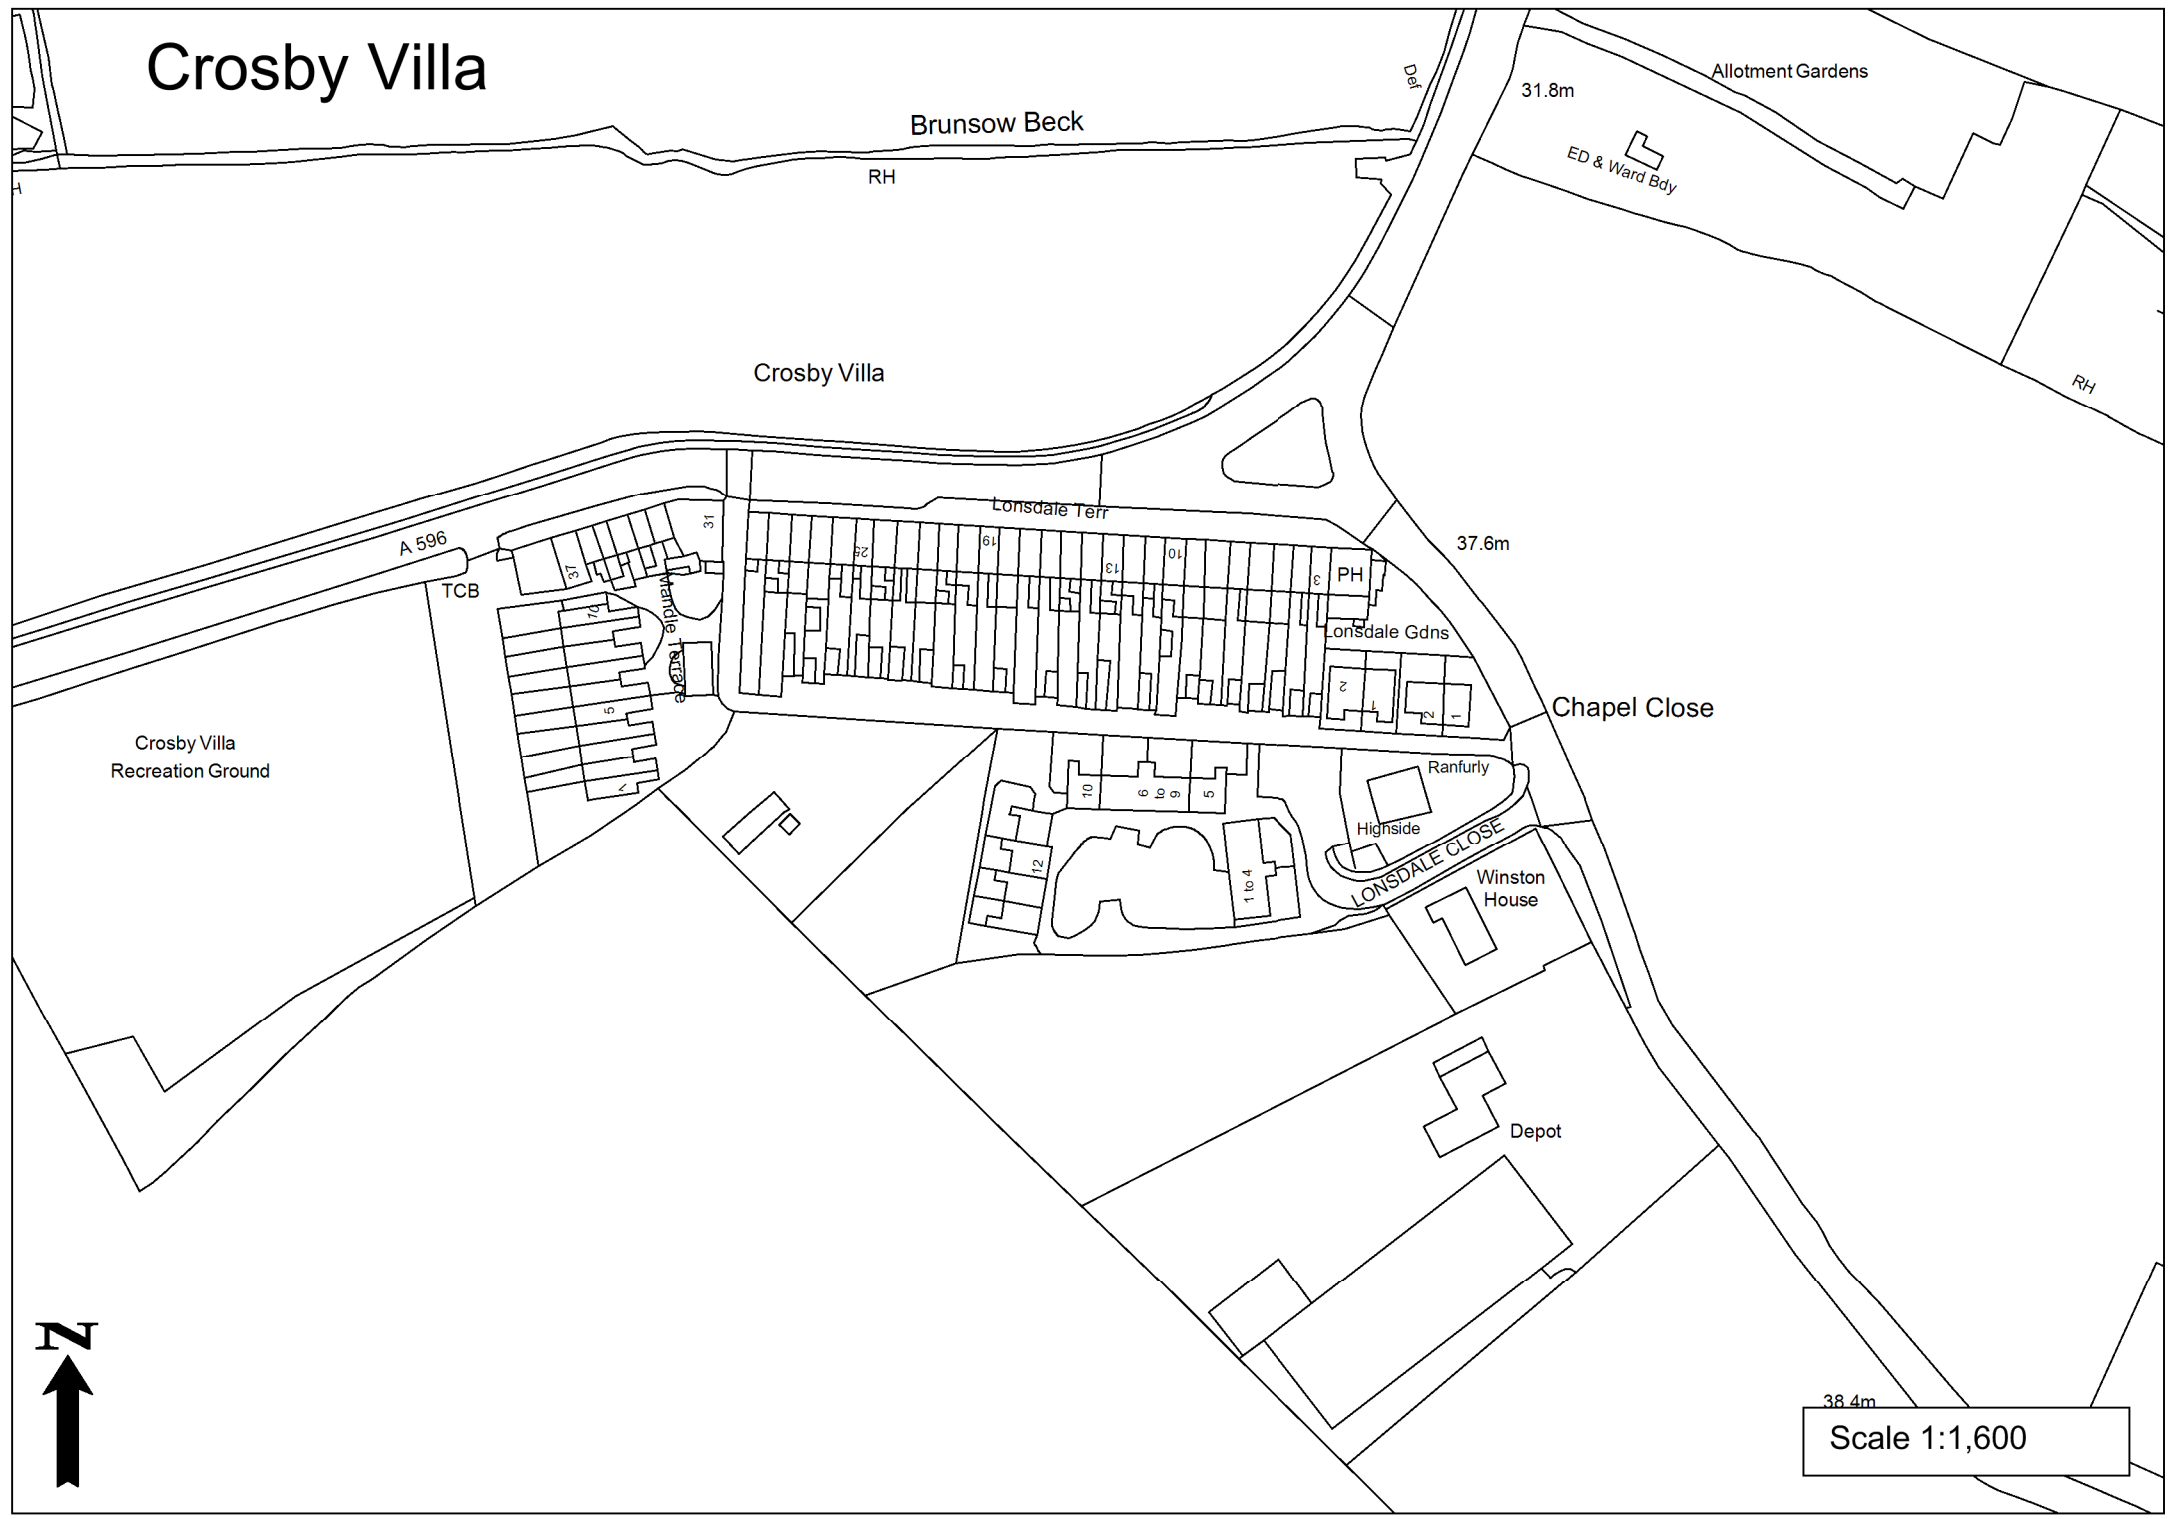 Crosby Villa
Def
31.8m
Allotment Gardens
Brunsow Beck
ED & Ward Bdy
RH
H
Crosby Villa
RH
Lonsdale Terr
31
A 596
37
TCB
25
19
13
10
3
PH
37.6m
10
Mandle Terrace
Lonsdale Gdns
5
2
1
2
1
Chapel Close
Crosby Villa
Recreation Ground
Ranfurly
10
6
to
9
5
Highside
LONSDALE CLOSE
12
1 to 4
Winston
House
Depot
N
38.4m
Scale 1:1,600